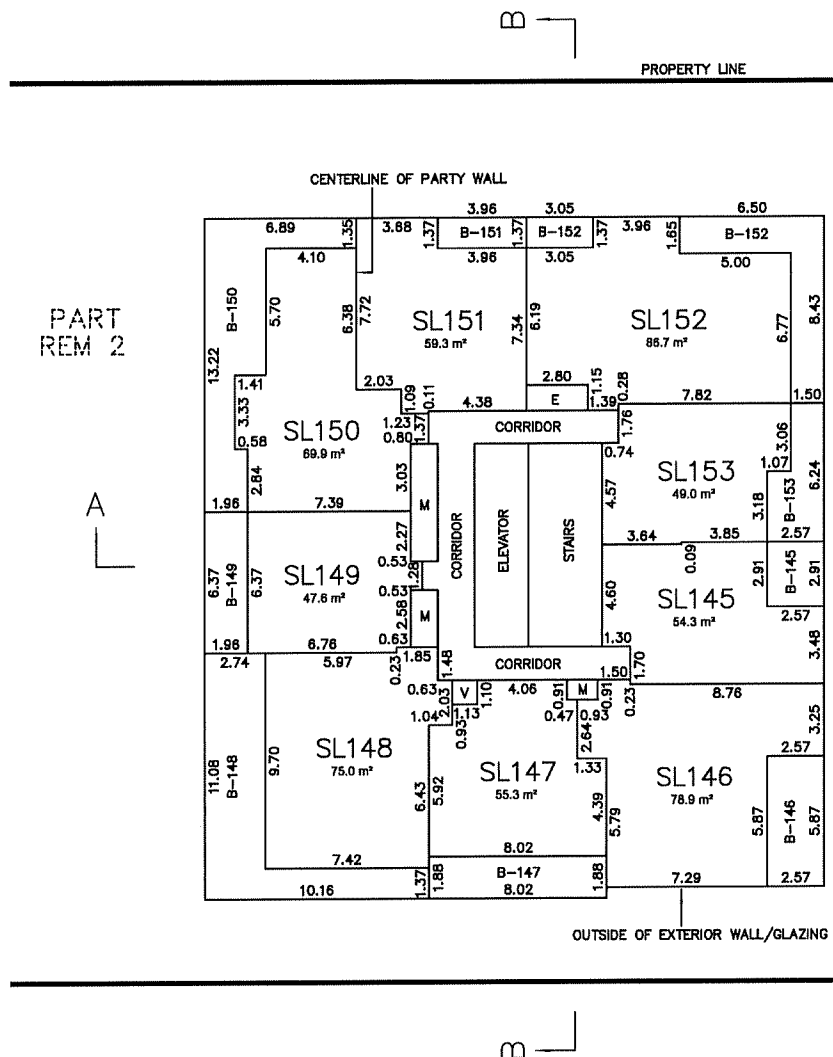 B
PROPERTY LINE
CENTERLINE OF PARTY WALL
3.96 3.05 6.50
6.89 1.35 3.88 1.37 B-151 1.37 B-152 1.37 3.96 1.65 B-152
4.10 3.96 3.05 5.00
PART
REM 2
B-150 5.70 6.38 7.72 7.34 6.19 6.77 8.43
SL151
59.3 m²
SL152
86.7 m²
13.22
1.41 2.03 2.80 1.15 0.28
3.33 1.09 0.11 4.38 E 1.39 7.82 1.50
1.23 1.37 CORRIDOR 1.76 3.06
SL150
69.9 m²
0.58 0.80 0.74 1.07
2.84 3.03 4.57 3.18 B-153 6.24
SL153
49.0 m²
A
M CORRIDOR ELEVATOR STAIRS
1.96 7.39 2.27 3.64 0.09 3.85 2.57
6.37 B-149 6.37
SL149
47.6 m²
0.53 1.28
0.53
2.58 M 4.60 2.91 B-145 2.91
SL145
54.3 m²
2.57
1.96 6.76 0.63 1.30 3.48
2.74 5.97 0.23 1.85 1.48 CORRIDOR 1.50 1.70
0.63 V 1.10 4.06 0.91 M 0.91 0.23 8.76
2.03 1.13 0.47 0.93 3.25
1.04 0.93 2.64
SL148
75.0 m²
11.08 B-148 9.70
SL147
55.3 m²
1.33
SL146
78.9 m²
2.57
6.43 5.92 4.39 5.79 5.87 B-146 5.87
7.42 8.02
1.37 1.88 B-147 1.88
10.16 8.02 7.29 2.57
OUTSIDE OF EXTERIOR WALL/GLAZING
B